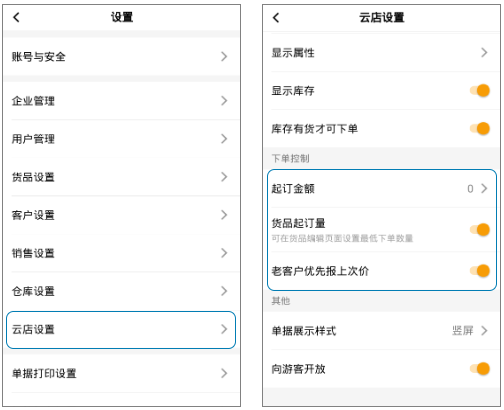 设置
账号与安全
企业管理
用户管理
货品设置
客户设置
销售设置
仓库设置
云店设置
单据打印设置
云店设置
显示属性
显示库存
库存有货才可下单
下单控制
起订金额 0
货品起订量
可在货品编辑页面设置最低下单数量
老客户优先报上次价
其他
单据展示样式 竖屏
向游客开放